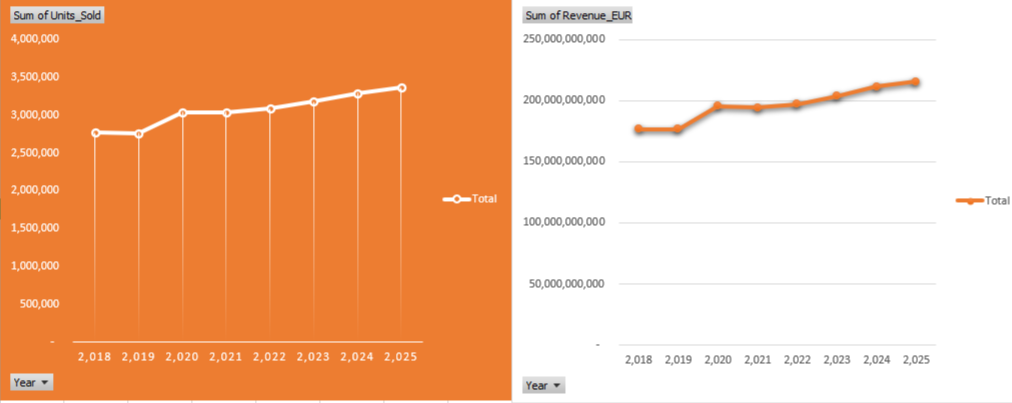 Sum of Units_Sold
4,000,000
3,500,000
3,000,000
2,500,000
2,000,000
1,500,000
1,000,000
500,000
-
2,018 2,019 2,020 2,021 2,022 2,023 2,024 2,025
Total
Year
Sum of Revenue_EUR
250,000,000,000
200,000,000,000
150,000,000,000
100,000,000,000
50,000,000,000
-
2,018 2,019 2,020 2,021 2,022 2,023 2,024 2,025
Total
Year